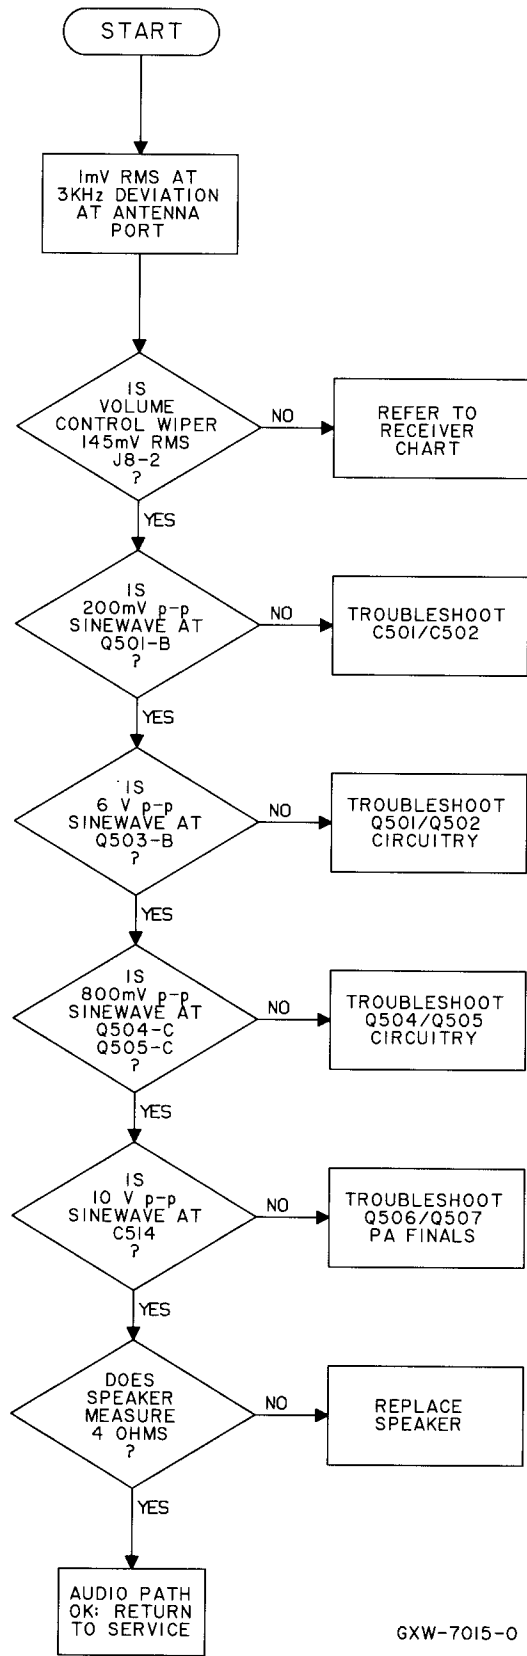 START
1mV RMS AT
3KHz DEVIATION
AT ANTENNA
PORT
IS
VOLUME
CONTROL WIPER
145mV RMS
J8-2
?
NO
REFER TO
RECEIVER
CHART
YES
IS
200mV p-p
SINEWAVE AT
Q501-B
?
NO
TROUBLESHOOT
C501/C502
YES
IS
6 V p-p
SINEWAVE AT
Q503-B
?
NO
TROUBLESHOOT
Q501/Q502
CIRCUITRY
YES
IS
800mV p-p
SINEWAVE AT
Q504-C
Q505-C
?
NO
TROUBLESHOOT
Q504/Q505
CIRCUITRY
YES
IS
10 V p-p
SINEWAVE AT
C514
?
NO
TROUBLESHOOT
Q506/Q507
PA FINALS
YES
DOES
SPEAKER
MEASURE
4 OHMS
?
NO
REPLACE
SPEAKER
YES
AUDIO PATH
OK: RETURN
TO SERVICE
GXW-7015-0